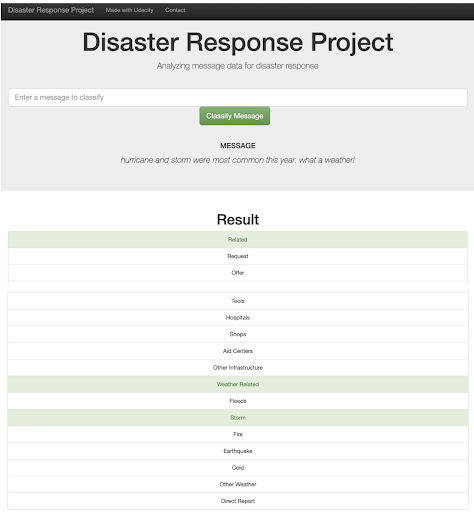 Disaster Response Project Made with Udacity Contact
Disaster Response Project
Analyzing message data for disaster response
Enter a message to classify
Classify Message
MESSAGE
hurricane and storm were most common this year. what a weather!
Result
Related
Request
Offer
Tools
Hospitals
Shops
Aid Centers
Other Infrastructure
Weather Related
Floods
Storm
Fire
Earthquake
Cold
Other Weather
Direct Report